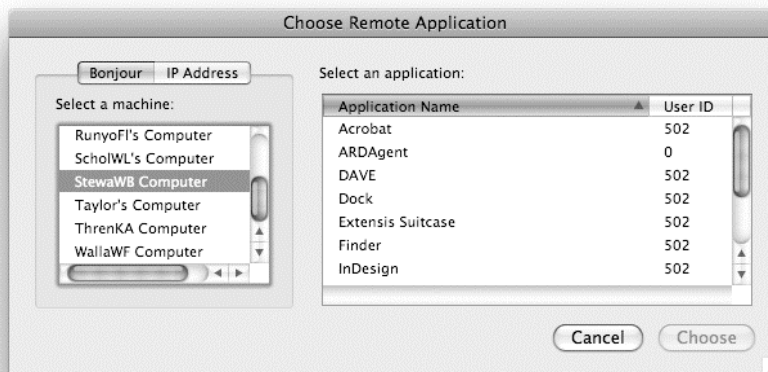 Choose Remote Application
Bonjour IP Address
Select a machine:
RunyoFl's Computer
ScholWL's Computer
StewaWB Computer
Taylor's Computer
ThrenKA Computer
WallaWF Computer
Select an application:
Application Name User ID
Acrobat 502
ARDAgent 0
DAVE 502
Dock 502
Extensis Suitcase 502
Finder 502
InDesign 502
Cancel Choose